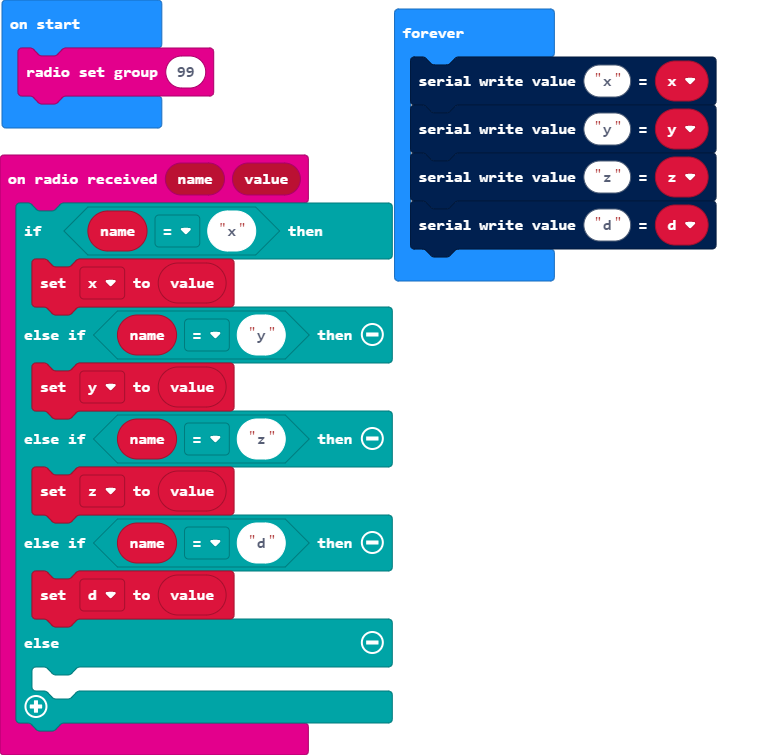 on start
radio set group 99
on radio received name value
if name = "x" then
set x to value
else if name = "y" then
set y to value
else if name = "z" then
set z to value
else if name = "d" then
set d to value
else
forever
serial write value "x" = x
serial write value "y" = y
serial write value "z" = z
serial write value "d" = d